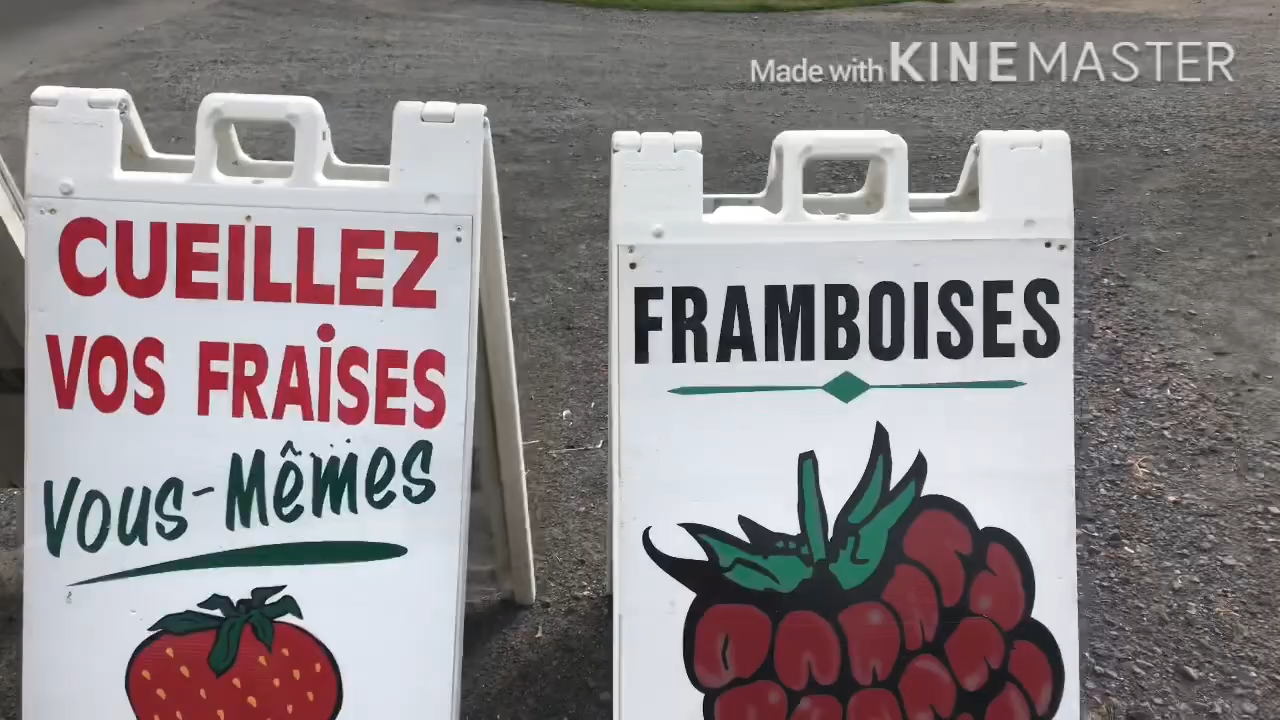 Made with KINEMASTER
CUEILLEZ
VOS FRAISES
Vous-Mêmes
FRAMBOISES